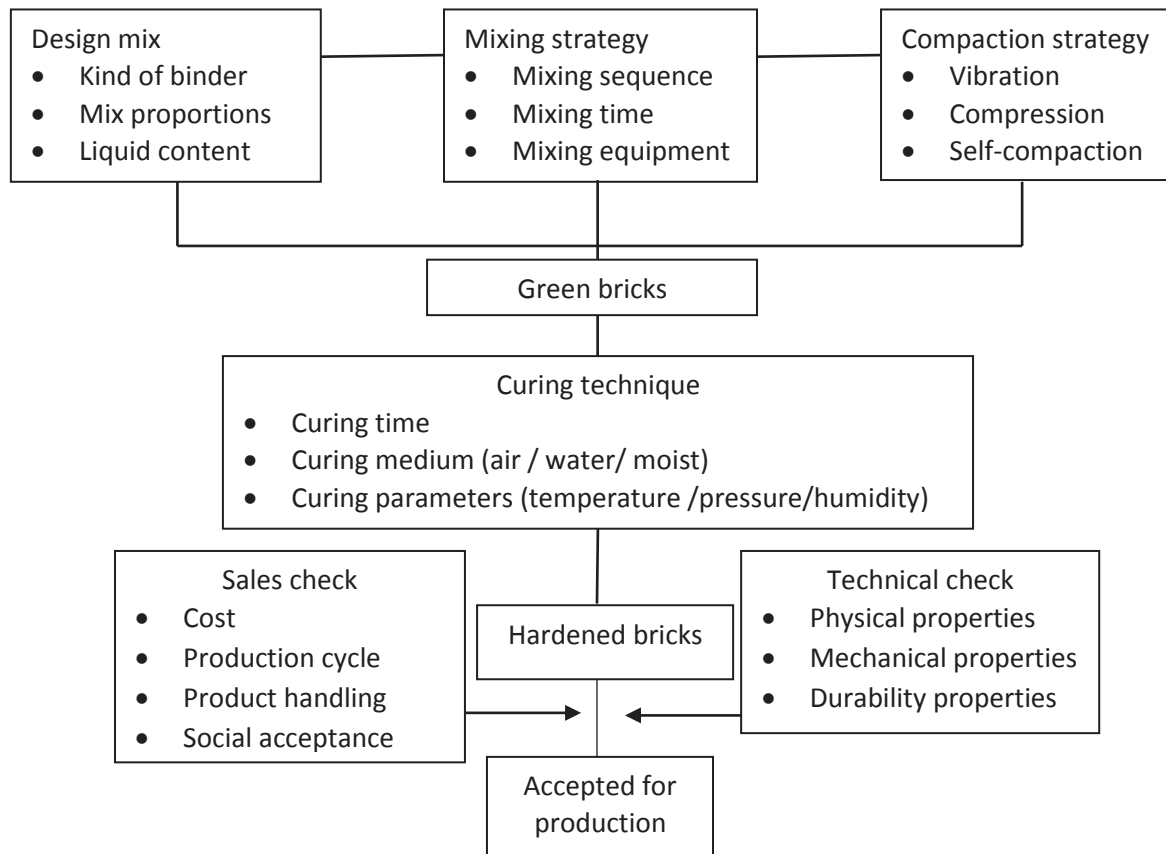 Design mix
• Kind of binder
• Mix proportions
• Liquid content
Mixing strategy
• Mixing sequence
• Mixing time
• Mixing equipment
Compaction strategy
• Vibration
• Compression
• Self-compaction
Green bricks
Curing technique
• Curing time
• Curing medium (air / water/ moist)
• Curing parameters (temperature /pressure/humidity)
Sales check
• Cost
• Production cycle
• Product handling
• Social acceptance
Hardened bricks
Technical check
• Physical properties
• Mechanical properties
• Durability properties
Accepted for
production